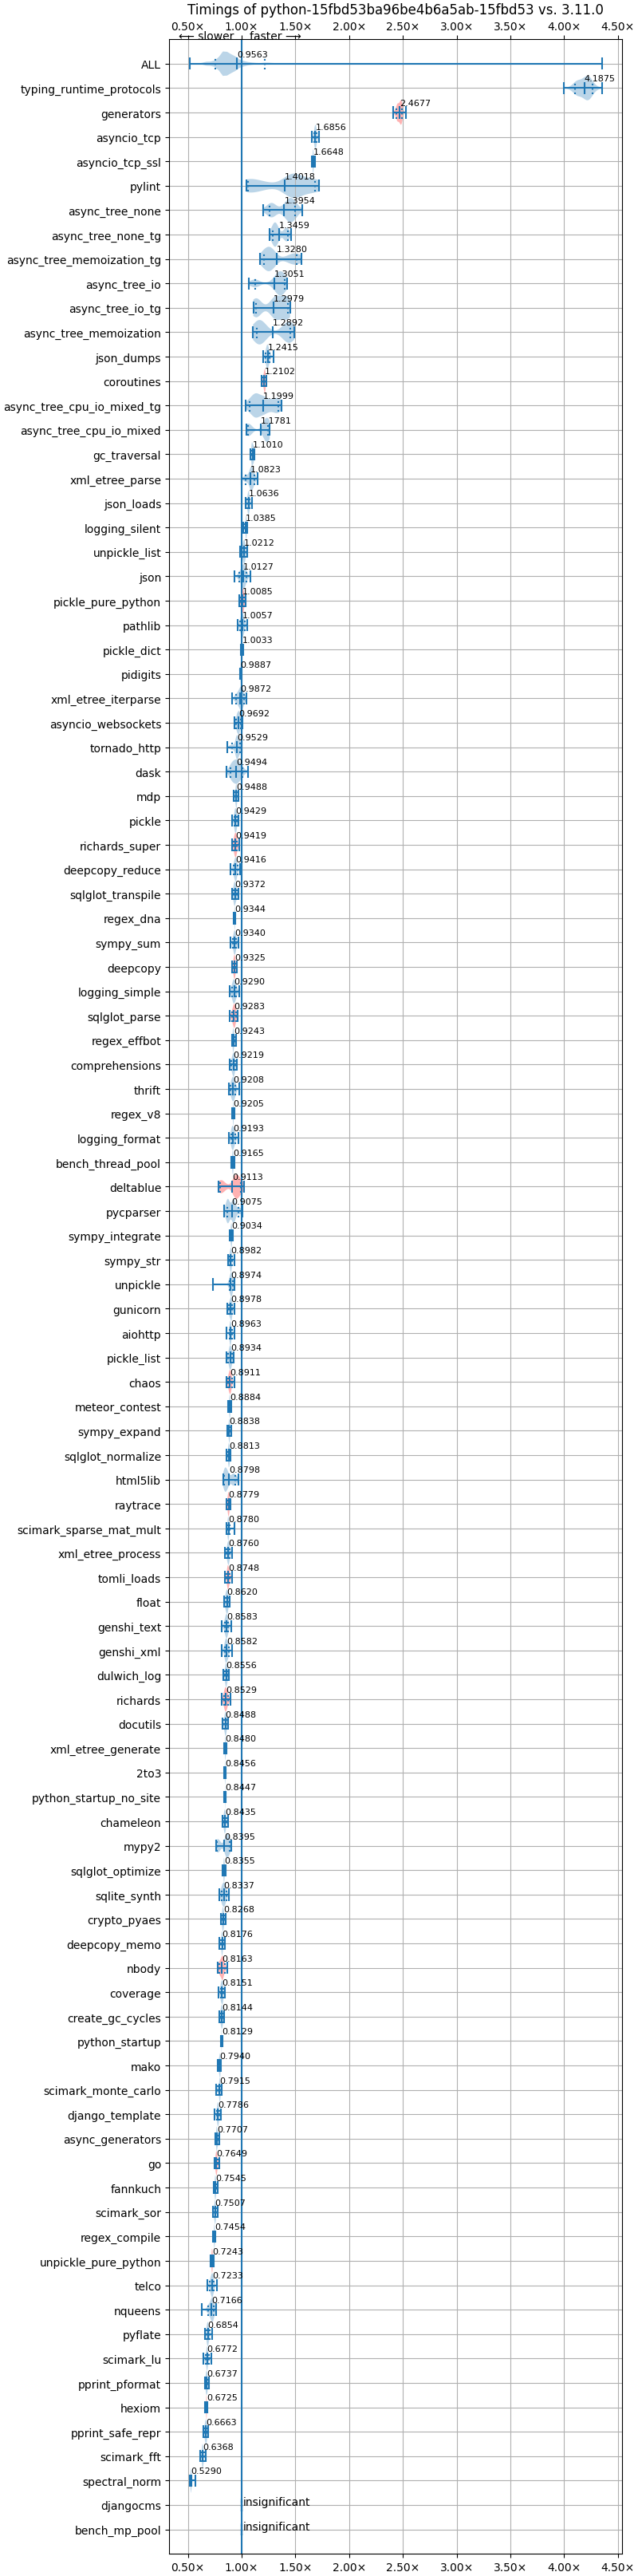 Timings of python-15fbd53ba96be4b6a5ab-15fbd53 vs. 3.11.0
0.50× 1.00× 1.50× 2.00× 2.50× 3.00× 3.50× 4.00× 4.50×
⟵ slower faster ⟶
ALL 0.9563
typing_runtime_protocols 4.1875
generators 2.4677
asyncio_tcp 1.6856
asyncio_tcp_ssl 1.6648
pylint 1.4018
async_tree_none 1.3954
async_tree_none_tg 1.3459
async_tree_memoization_tg 1.3280
async_tree_io 1.3051
async_tree_io_tg 1.2979
async_tree_memoization 1.2892
json_dumps 1.2415
coroutines 1.2102
async_tree_cpu_io_mixed_tg 1.1999
async_tree_cpu_io_mixed 1.1781
gc_traversal 1.1010
xml_etree_parse 1.0823
json_loads 1.0636
logging_silent 1.0385
unpickle_list 1.0212
json 1.0127
pickle_pure_python 1.0085
pathlib 1.0057
pickle_dict 1.0033
pidigits 0.9887
xml_etree_iterparse 0.9872
asyncio_websockets 0.9692
tornado_http 0.9529
dask 0.9494
mdp 0.9488
pickle 0.9429
richards_super 0.9419
deepcopy_reduce 0.9416
sqlglot_transpile 0.9372
regex_dna 0.9344
sympy_sum 0.9340
deepcopy 0.9325
logging_simple 0.9290
sqlglot_parse 0.9283
regex_effbot 0.9243
comprehensions 0.9219
thrift 0.9208
regex_v8 0.9205
logging_format 0.9193
bench_thread_pool 0.9165
deltablue 0.9113
pycparser 0.9075
sympy_integrate 0.9034
sympy_str 0.8982
unpickle 0.8974
gunicorn 0.8978
aiohttp 0.8963
pickle_list 0.8934
chaos 0.8911
meteor_contest 0.8884
sympy_expand 0.8838
sqlglot_normalize 0.8813
html5lib 0.8798
raytrace 0.8779
scimark_sparse_mat_mult 0.8780
xml_etree_process 0.8760
tomli_loads 0.8748
float 0.8620
genshi_text 0.8583
genshi_xml 0.8582
dulwich_log 0.8556
richards 0.8529
docutils 0.8488
xml_etree_generate 0.8480
2to3 0.8456
python_startup_no_site 0.8447
chameleon 0.8435
mypy2 0.8395
sqlglot_optimize 0.8355
sqlite_synth 0.8337
crypto_pyaes 0.8268
deepcopy_memo 0.8176
nbody 0.8163
coverage 0.8151
create_gc_cycles 0.8144
python_startup 0.8129
mako 0.7940
scimark_monte_carlo 0.7915
django_template 0.7786
async_generators 0.7707
go 0.7649
fannkuch 0.7545
scimark_sor 0.7507
regex_compile 0.7454
unpickle_pure_python 0.7243
telco 0.7233
nqueens 0.7166
pyflate 0.6854
scimark_lu 0.6772
pprint_pformat 0.6737
hexiom 0.6725
pprint_safe_repr 0.6663
scimark_fft 0.6368
spectral_norm 0.5290
djangocms insignificant
bench_mp_pool insignificant
0.50× 1.00× 1.50× 2.00× 2.50× 3.00× 3.50× 4.00× 4.50×